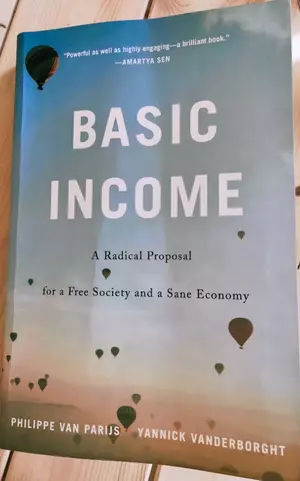 "Powerful as well as highly engaging—a brilliant book."
—AMARTYA SEN
BASIC
INCOME
A Radical Proposal
for a Free Society and a Sane Economy
PHILIPPE VAN PARIJS YANNICK VANDERBORGHT